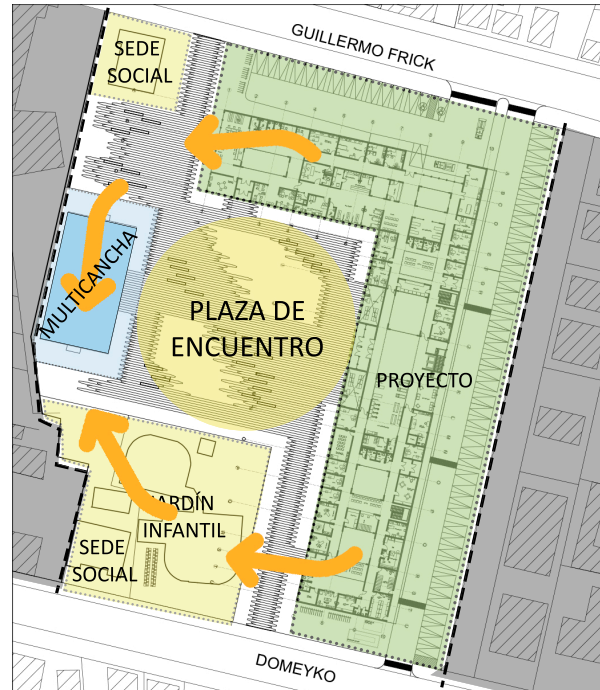 GUILLERMO FRICK
SEDE
SOCIAL
MULTICANCHA
PLAZA DE
ENCUENTRO
PROYECTO
JARDÍN
INFANTIL
SEDE
SOCIAL
DOMEYKO